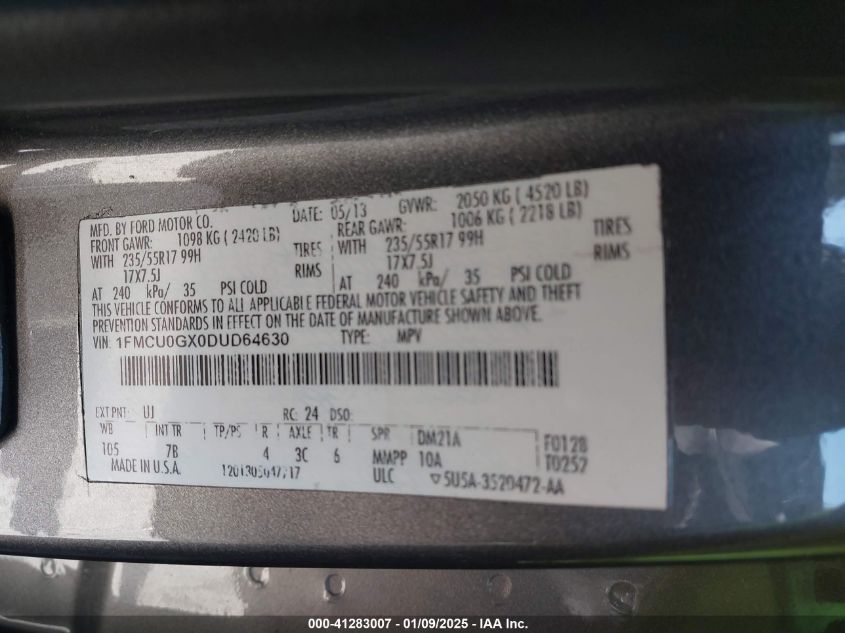 MFD. BY FORD MOTOR CO. DATE: 05/13 GVWR: 2050 KG ( 4520 LB)
FRONT GAWR: 1098 KG ( 2420 LB) REAR GAWR: 1006 KG ( 2218 LB)
WITH 235/55R17 99H TIRES WITH 235/55R17 99H TIRES
17X7.5J RIMS 17X7.5J RIMS
AT 240 kPa/ 35 PSI COLD AT 240 kPa/ 35 PSI COLD
THIS VEHICLE CONFORMS TO ALL APPLICABLE FEDERAL MOTOR VEHICLE SAFETY AND THEFT
PREVENTION STANDARDS IN EFFECT ON THE DATE OF MANUFACTURE SHOWN ABOVE.
VIN: 1FMCU0GX0DUD64630 TYPE: MPV
EXT PNT: UJ RC: 24 DSO:
WB INT TR TP/PS R AXLE TR SPR DM21A F0128
105 7B 4 3C 6 M/MPP 10A T0257
MADE IN U.S.A. ULC 5U5A-3520472-AA
000-41283007 - 01/09/2025 - IAA Inc.